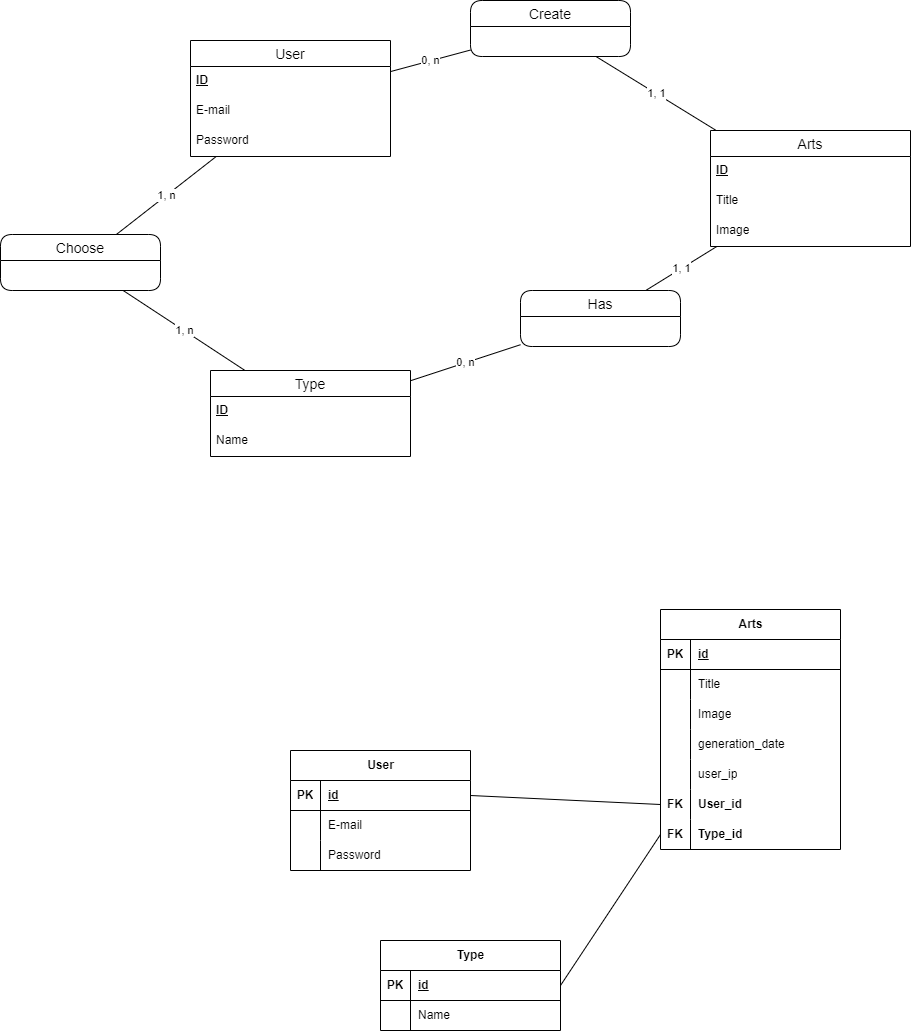 Create
User
0, n
ID
1, 1
E-mail
Password
Arts
ID
1, n
Title
Image
Choose
1, 1
Has
1, n
0, n
Type
ID
Name
Arts
PK id
Title
Image
generation_date
user_ip
FK User_id
FK Type_id
User
PK id
E-mail
Password
Type
PK id
Name